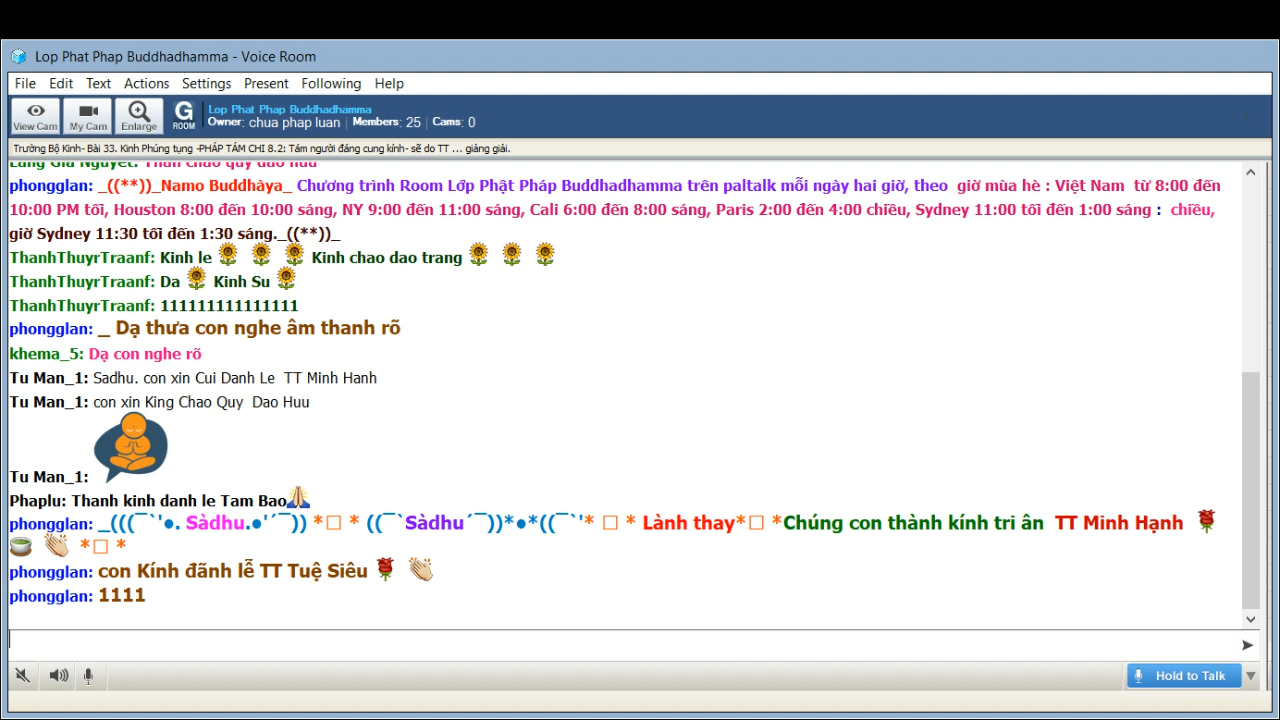 Lop Phat Phap Buddhadhamma - Voice Room
File Edit Text Actions Settings Present Following Help
View Cam My Cam Enlarge G ROOM Lop Phat Phap Buddhadhamma
Owner: chua phap luan | Members: 25 | Cams: 0
Trường Bộ Kinh- Bài 33. Kinh Phúng tụng -PHÁP TÁM CHI 8.2: Tám người đáng cung kính- sẽ do TT ... giảng giải.
Lang Gia Nguyet: Than chao quy dao huu
phongglan: _((**))_Namo Buddhàya_ Chương trình Room Lớp Phật Pháp Buddhadhamma trên paltalk mỗi ngày hai giờ, theo giờ mùa hè : Việt Nam từ 8:00 đến
10:00 PM tối, Houston 8:00 đến 10:00 sáng, NY 9:00 đến 11:00 sáng, Cali 6:00 đến 8:00 sáng, Paris 2:00 đến 4:00 chiều, Sydney 11:00 tối đến 1:00 sáng : chiều,
giờ Sydney 11:30 tối đến 1:30 sáng._((**))_
ThanhThuyrTraanf: Kinh le 🌻 🌻 🌻 Kinh chao dao trang 🌻 🌻 🌻
ThanhThuyrTraanf: Da 🌻 Kinh Su 🌻
ThanhThuyrTraanf: 111111111111111
phongglan: _ Dạ thưa con nghe âm thanh rõ
khema_5: Dạ con nghe rõ
Tu Man_1: Sadhu. con xin Cui Danh Le TT Minh Hanh
Tu Man_1: con xin King Chao Quy Dao Huu
Tu Man_1:
Phaplu: Thanh kinh danh le Tam Bao🙏
phongglan: _(((¯`'●. Sàdhu.●'´¯)) *□ * ((¯`Sàdhu´¯))*●*((¯`'* □ * Lành thay*□ *Chúng con thành kính tri ân TT Minh Hạnh 🌹
🍵 👏 *□ *
phongglan: con Kính đãnh lễ TT Tuệ Siêu 🌹 👏
phongglan: 1111
Hold to Talk